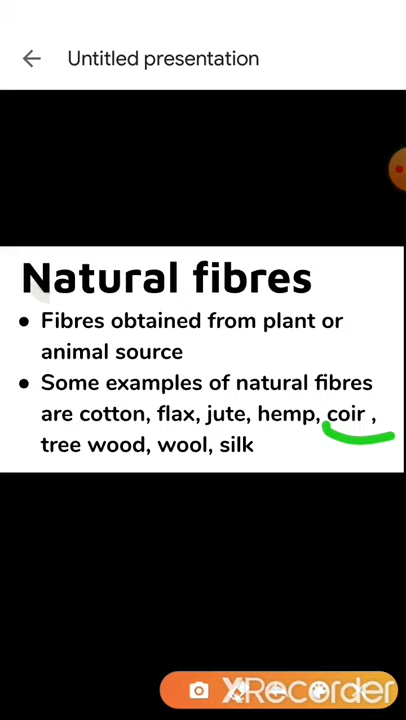 Untitled presentation
Natural fibres
● Fibres obtained from plant or
animal source
● Some examples of natural fibres
are cotton, flax, jute, hemp, coir ,
tree wood, wool, silk
XRecorder